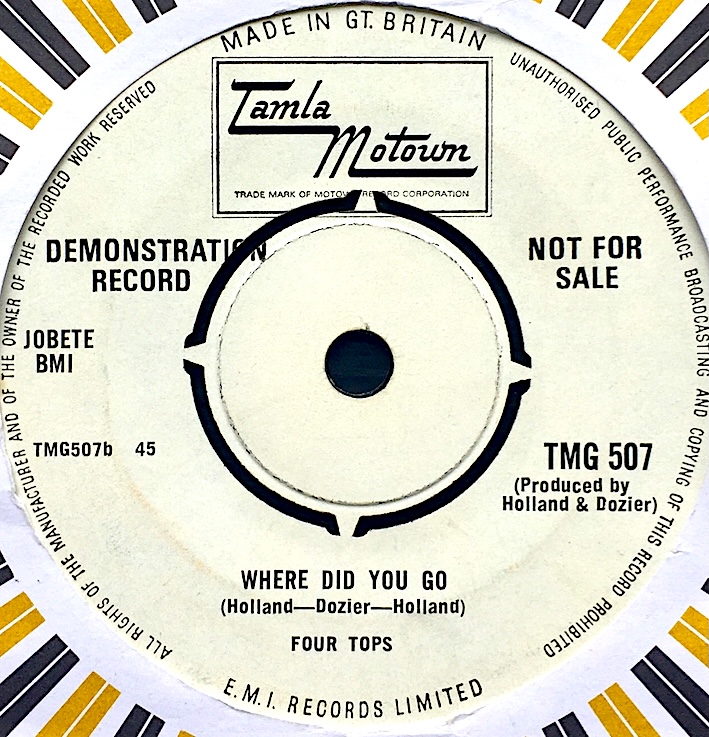 MADE IN GT. BRITAIN
UNAUTHORISED PUBLIC PERFORMANCE BROADCASTING AND COPYING OF THIS RECORD PROHIBITED
ALL RIGHTS OF THE MANUFACTURER AND OF THE OWNER OF THE RECORDED WORK RESERVED
Tamla
Motown
TRADE MARK OF MOTOWN RECORD CORPORATION
DEMONSTRATION
RECORD
NOT FOR
SALE
JOBETE
BMI
TMG507b 45
TMG 507
(Produced by
Holland & Dozier)
WHERE DID YOU GO
(Holland—Dozier—Holland)
FOUR TOPS
E.M.I. RECORDS LIMITED